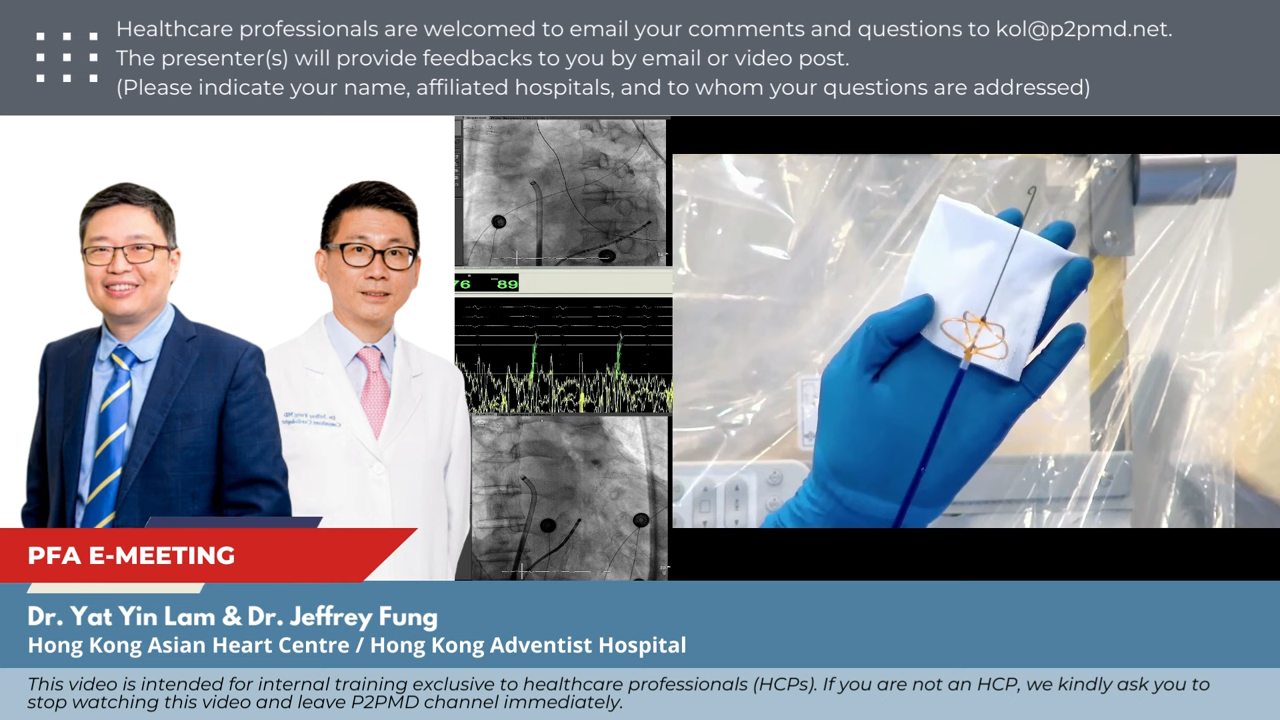 Healthcare professionals are welcomed to email your comments and questions to kol@p2pmd.net.
The presenter(s) will provide feedbacks to you by email or video post.
(Please indicate your name, affiliated hospitals, and to whom your questions are addressed)
76 89
PFA E-MEETING
Dr. Yat Yin Lam & Dr. Jeffrey Fung
Hong Kong Asian Heart Centre / Hong Kong Adventist Hospital
This video is intended for internal training exclusive to healthcare professionals (HCPs). If you are not an HCP, we kindly ask you to
stop watching this video and leave P2PMD channel immediately.